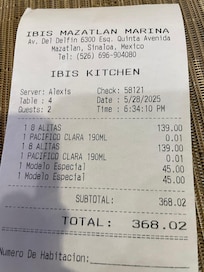 IBIS MAZATLAN MARINA
Av. Del Delfin 6300 Esq. Quinta Avenida
Mazatlan, Sinaloa, Mexico
Tel: (526) 696-904080
IBIS KITCHEN
Server: Alexis Check: 58121
Table : 4 Date : 5/28/2025
Guests: 2 Time : 6:34:10 PM
1 8 ALITAS 139.00
1 PACIFICO CLARA 190ML 0.01
1 8 ALITAS 139.00
1 PACIFICO CLARA 190ML 0.01
1 Modelo Especial 45.00
1 Modelo Especial 45.00
SUBTOTAL: 368.02
TOTAL: 368.02
Numero De Habitacion: